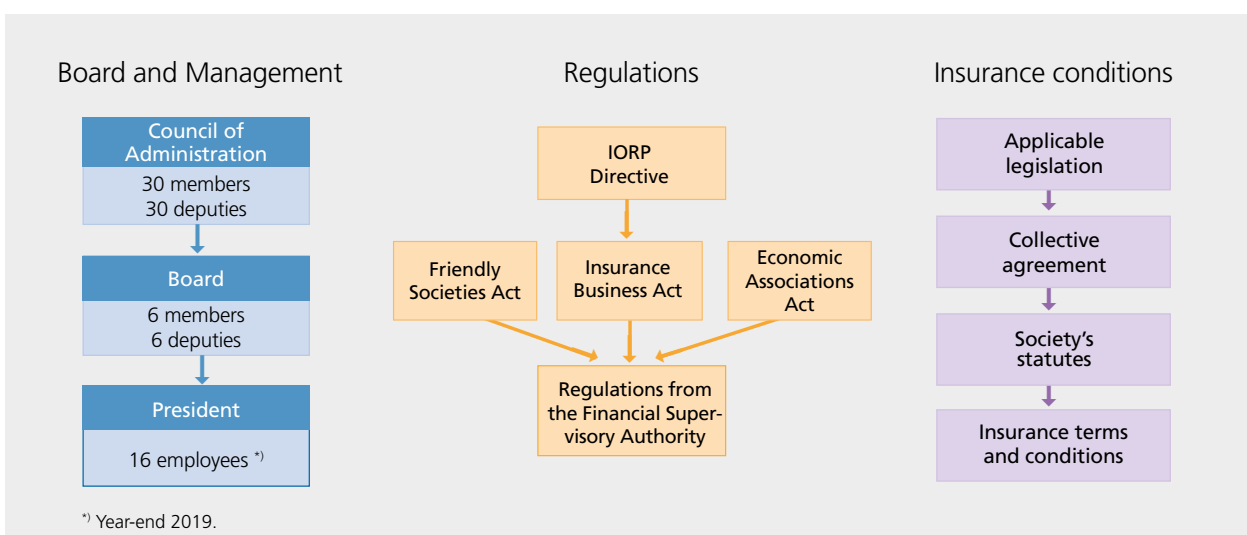 Board and Management
Council of
Administration
30 members
30 deputies
Board
6 members
6 deputies
President
16 employees *)
*) Year-end 2019.
Regulations
IORP
Directive
Friendly
Societies Act
Insurance
Business Act
Economic
Associations
Act
Regulations from
the Financial Super-
visory Authority
Insurance conditions
Applicable
legislation
Collective
agreement
Society’s
statutes
Insurance terms
and conditions